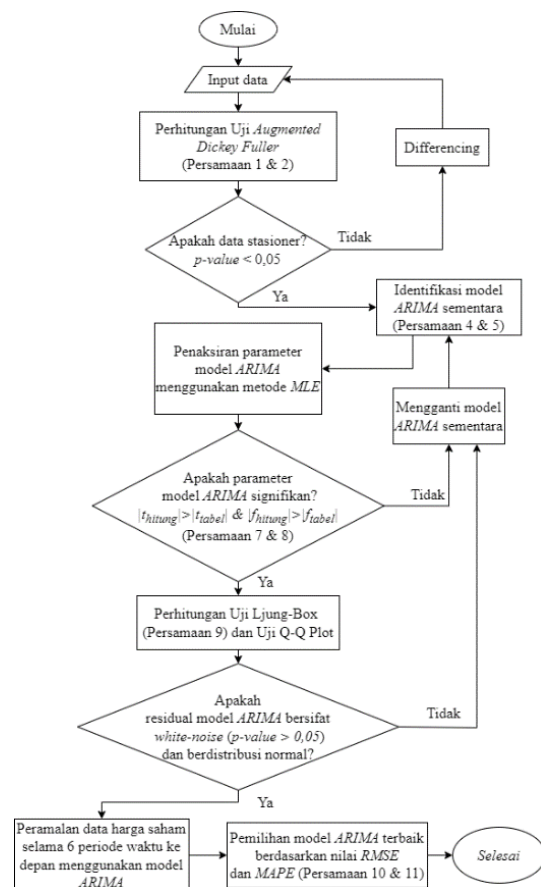 Mulai
Input data
Perhitungan Uji Augmented
Dickey Fuller
(Persamaan 1 & 2)
Differencing
Apakah data stasioner?
p-value < 0,05
Tidak
Ya
Identifikasi model
ARIMA sementara
(Persamaan 4 & 5)
Penaksiran parameter
model ARIMA
menggunakan metode MLE
Mengganti model
ARIMA sementara
Apakah parameter
model ARIMA signifikan?
|t_hitung|>|t_tabel| & |f_hitung|>|f_tabel|
(Persamaan 7 & 8)
Tidak
Ya
Perhitungan Uji Ljung-Box
(Persamaan 9) dan Uji Q-Q Plot
Apakah
residual model ARIMA bersifat
white-noise (p-value > 0,05)
dan berdistribusi normal?
Tidak
Ya
Peramalan data harga saham
selama 6 periode waktu ke
depan menggunakan model
ARIMA
Pemilihan model ARIMA terbaik
berdasarkan nilai RMSE
dan MAPE (Persamaan 10 & 11)
Selesai